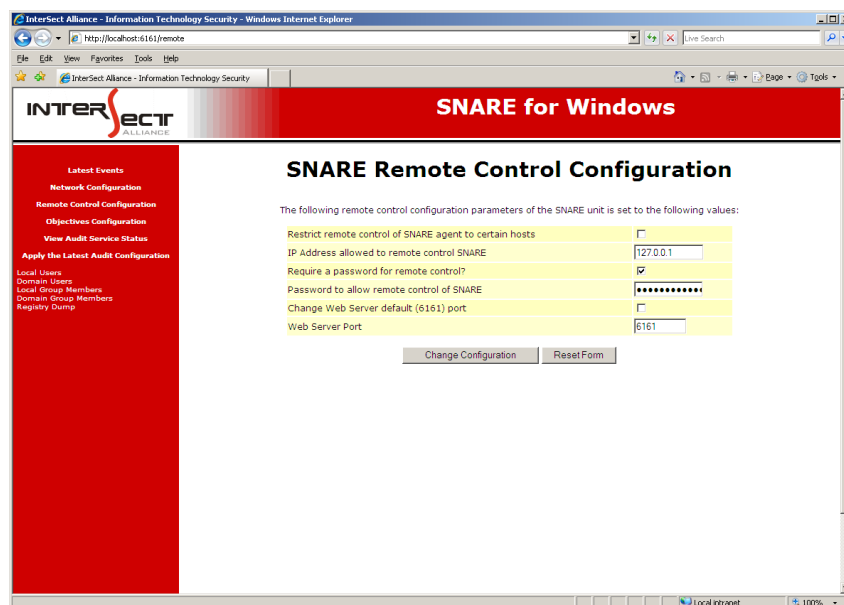 InterSect Alliance - Information Technology Security - Windows Internet Explorer
http://localhost:6161/remote
Live Search
File Edit View Favorites Tools Help
InterSect Alliance - Information Technology Security
Page Tools
INTERSECT
ALLIANCE
SNARE for Windows
Latest Events
Network Configuration
Remote Control Configuration
Objectives Configuration
View Audit Service Status
Apply the Latest Audit Configuration
Local Users
Domain Users
Local Group Members
Domain Group Members
Registry Dump
SNARE Remote Control Configuration
The following remote control configuration parameters of the SNARE unit is set to the following values:
Restrict remote control of SNARE agent to certain hosts
IP Address allowed to remote control SNARE 127.0.0.1
Require a password for remote control?
Password to allow remote control of SNARE ●●●●●●●●●●●
Change Web Server default (6161) port
Web Server Port 6161
Change Configuration Reset Form
Local intranet 100%